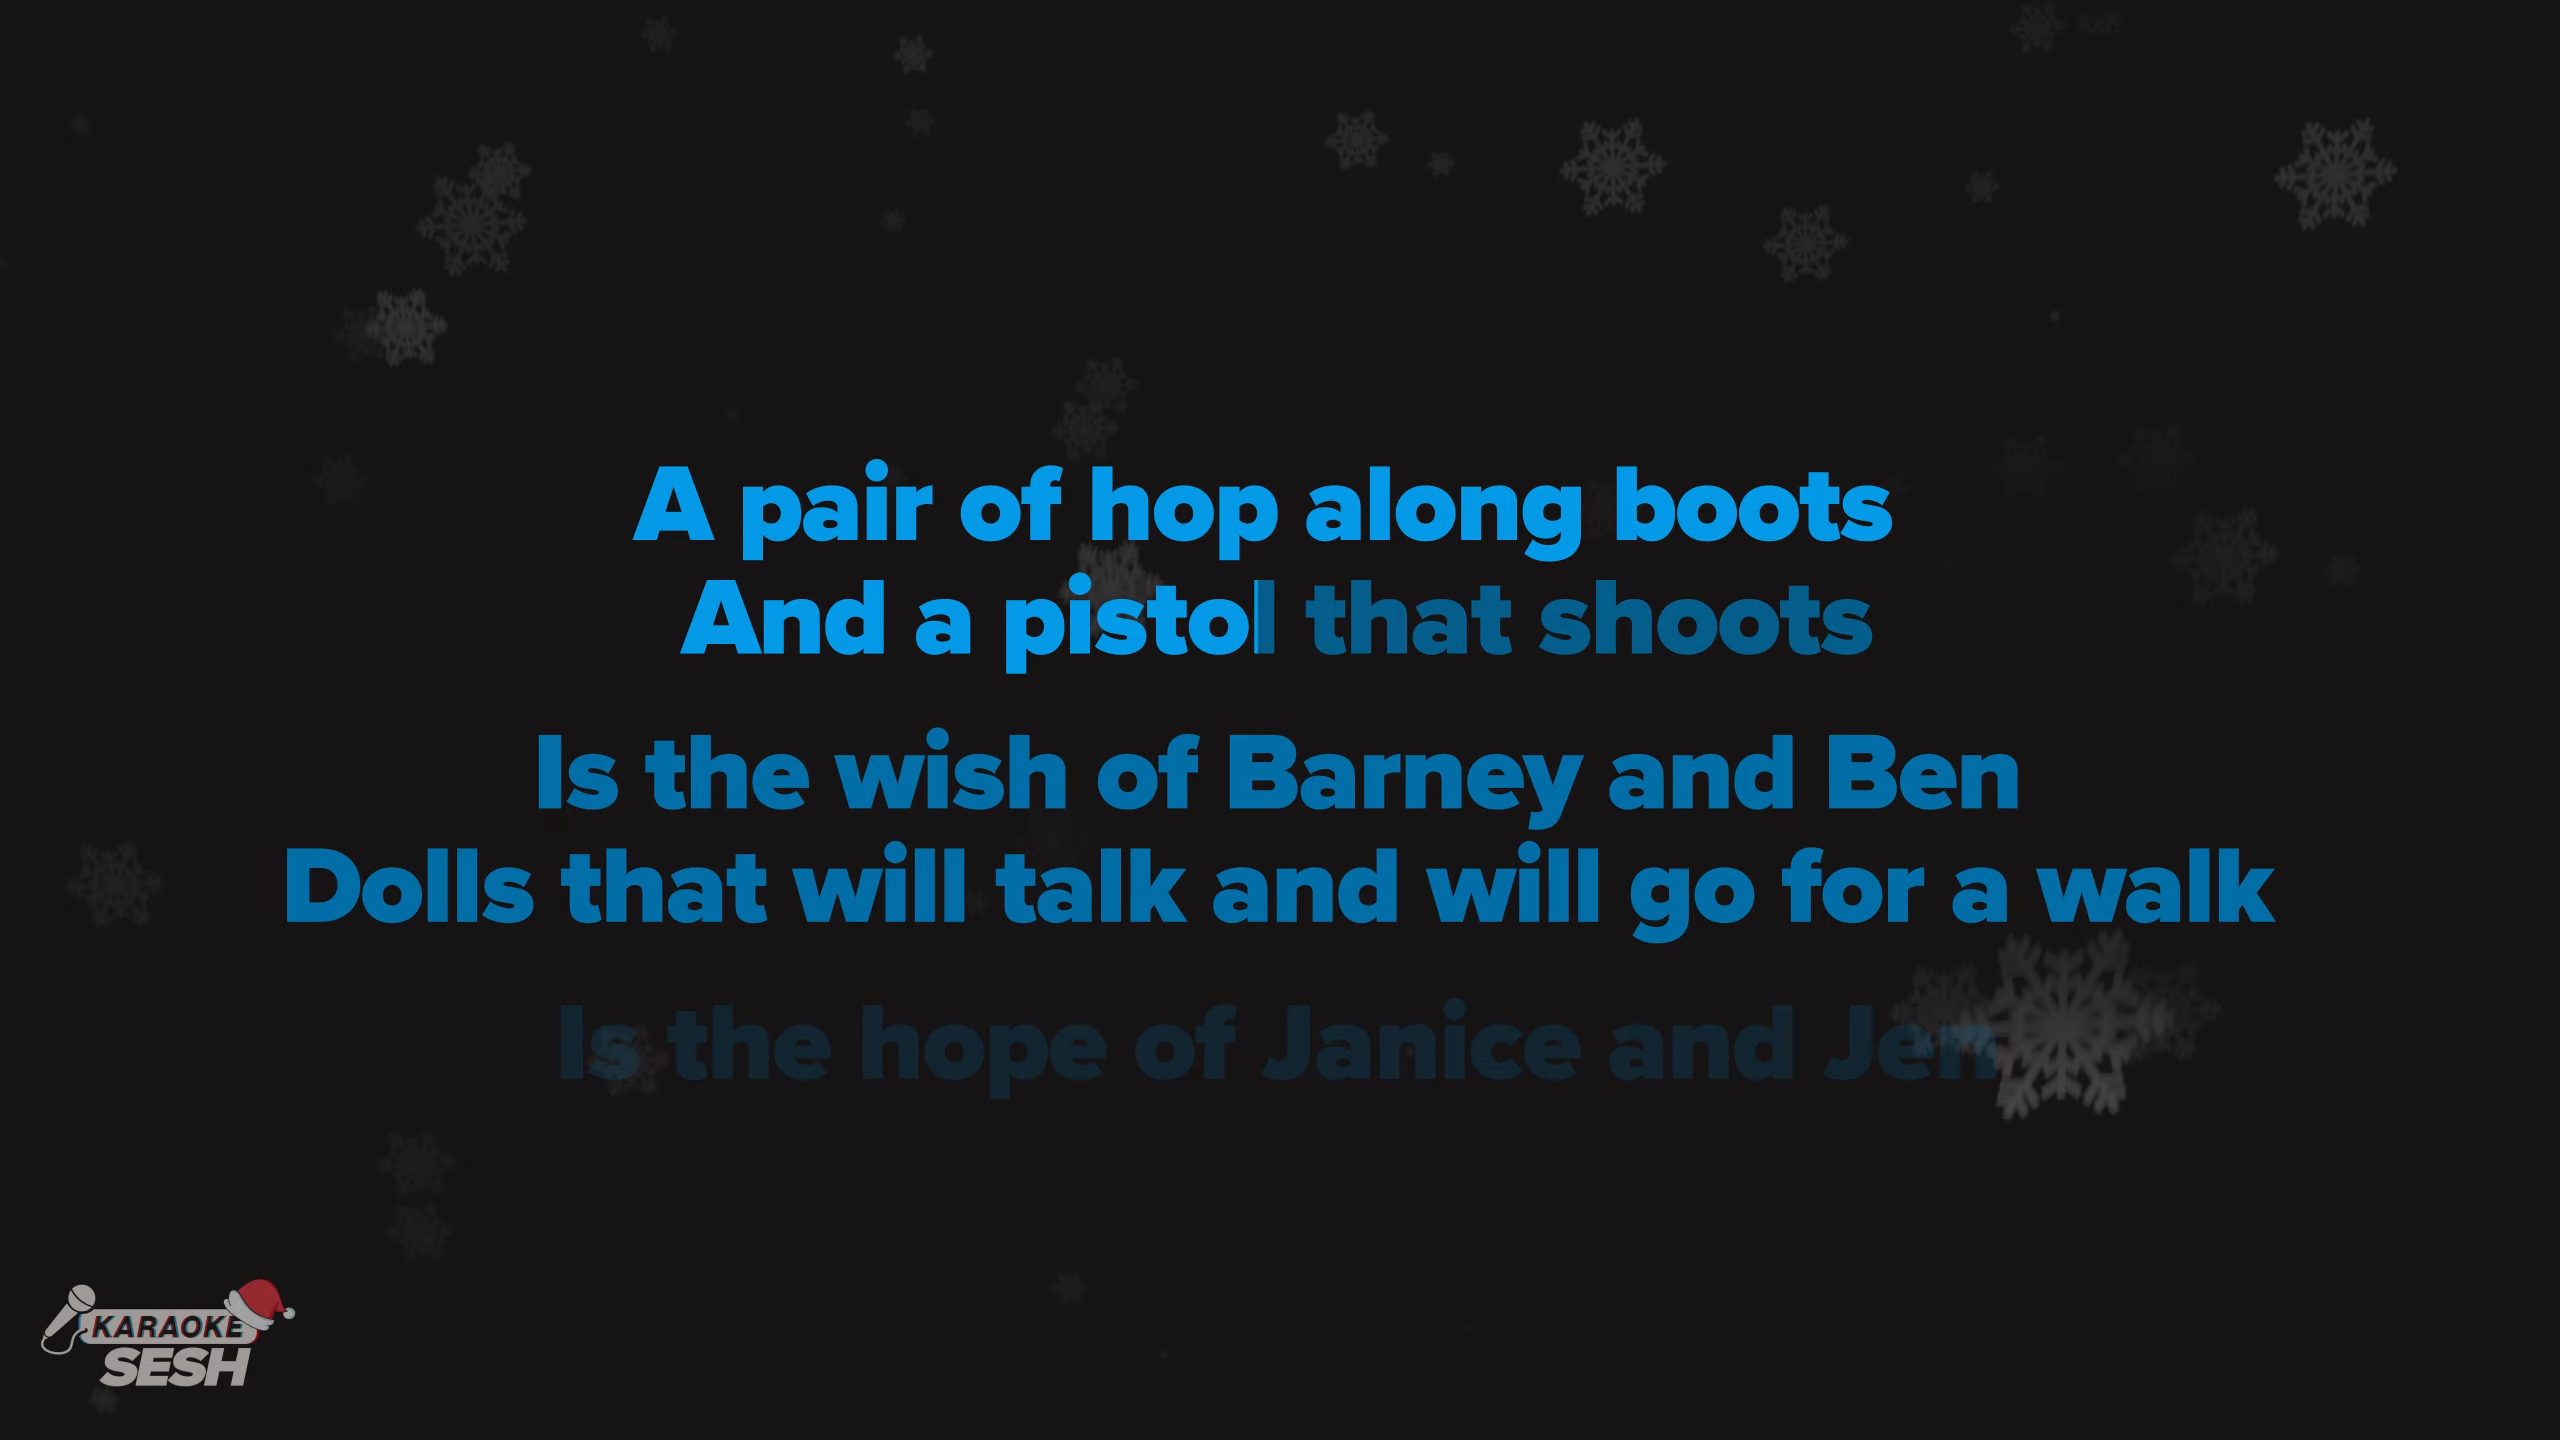 A pair of hop along boots
And a pistol that shoots
Is the wish of Barney and Ben
Dolls that will talk and will go for a walk
Is the hope of Janice and Jen
KARAOKE
SESH